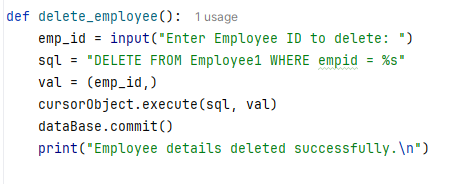 def delete_employee():  1 usage
    emp_id = input("Enter Employee ID to delete: ")
    sql = "DELETE FROM Employee1 WHERE empid = %s"
    val = (emp_id,)
    cursorObject.execute(sql, val)
    dataBase.commit()
    print("Employee details deleted successfully.\n")